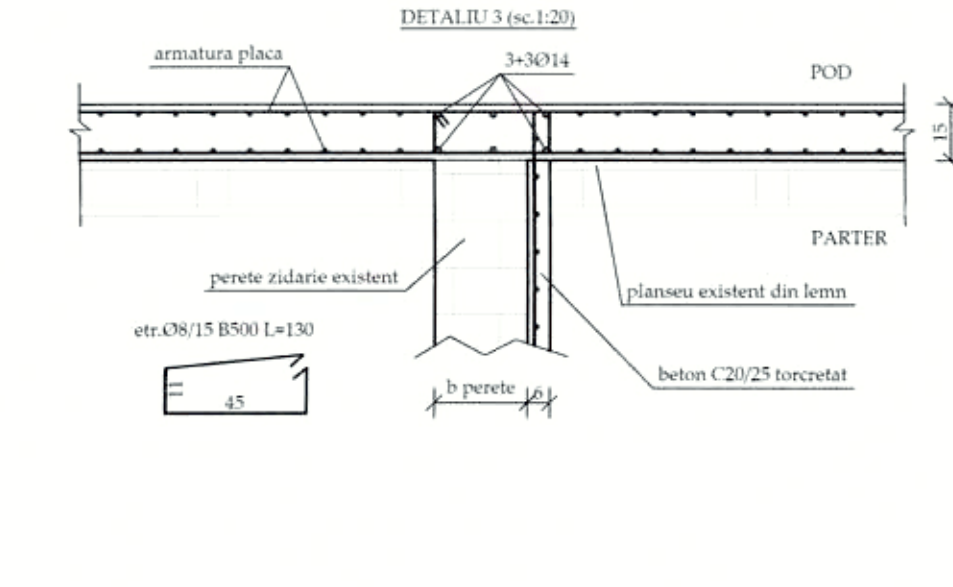 DETALIU 3 (sc.1:20)
armatura placa
3+3Ø14
POD
15
PARTER
perete zidarie existent
planseu existent din lemn
etr.Ø8/15 B500 L=130
45
beton C20/25 torcretat
b perete
6
11